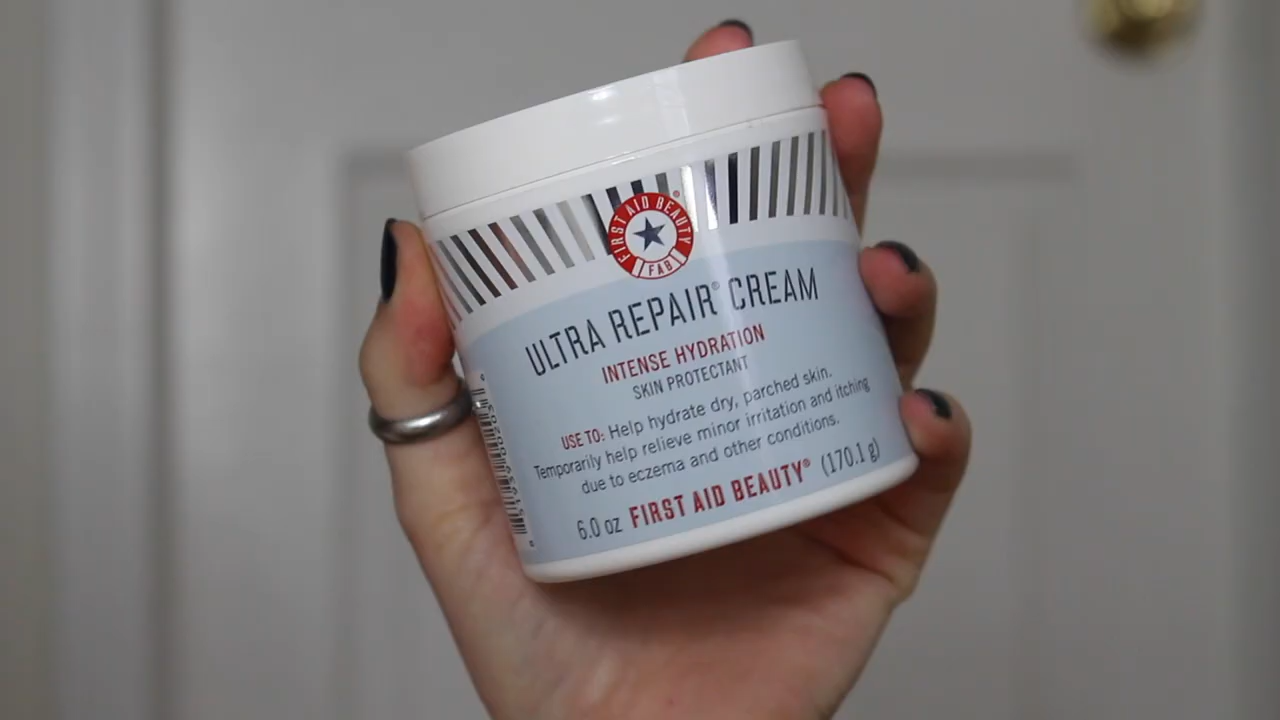 FIRST AID BEAUTY®
FAB
ULTRA REPAIR® CREAM
INTENSE HYDRATION
SKIN PROTECTANT
USE TO: Help hydrate dry, parched skin.
Temporarily help relieve minor irritation and itching
due to eczema and other conditions.
6.0 oz FIRST AID BEAUTY® (170.1 g)